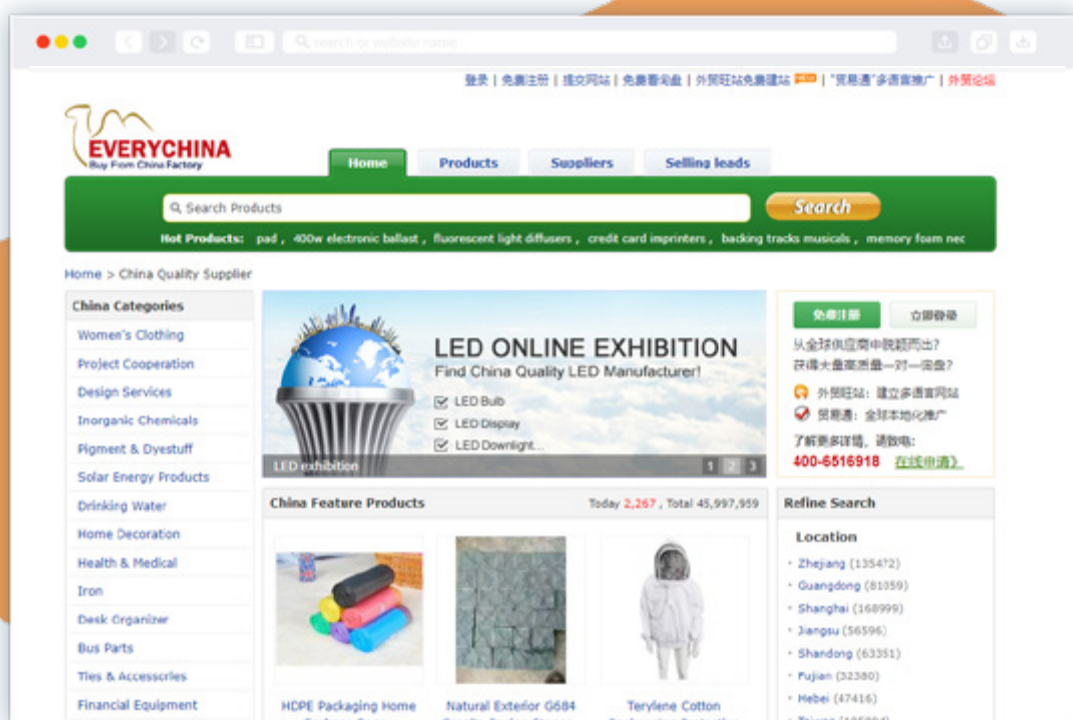 search or website name
登录 | 免费注册 | 提交网站 | 免费看询盘 | 外贸旺站免费建站 NEW | "贸易通"多语言推广 | 外贸论坛
EVERYCHINA
Buy From China Factory
Home Products Suppliers Selling leads
Search Products Search
Hot Products: pad , 400w electronic ballast , fluorescent light diffusers , credit card imprinters , backing tracks musicals , memory foam nec
Home > China Quality Supplier
China Categories
Women's Clothing
Project Cooperation
Design Services
Inorganic Chemicals
Pigment & Dyestuff
Solar Energy Products
Drinking Water
Home Decoration
Health & Medical
Iron
Desk Organizer
Bus Parts
Ties & Accessories
Financial Equipment
LED ONLINE EXHIBITION
Find China Quality LED Manufacturer!
LED Bulb
LED Display
LED Downlight...
LED exhibition 1 2 3
免费注册 立即登录
从全球供应商中脱颖而出?
获得大量高质量一对一询盘?
外贸旺站: 建立多语言网站
贸易通: 全球本地化推广
了解更多详情, 请致电:
400-6516918 在线申请》
China Feature Products Today 2,267 , Total 45,997,959
HDPE Packaging Home
Natural Exterior G684
Terylene Cotton
Refine Search
Location
Zhejiang (135472)
Guangdong (81059)
Shanghai (168999)
Jiangsu (56596)
Shandong (63351)
Fujian (32380)
Hebei (47416)